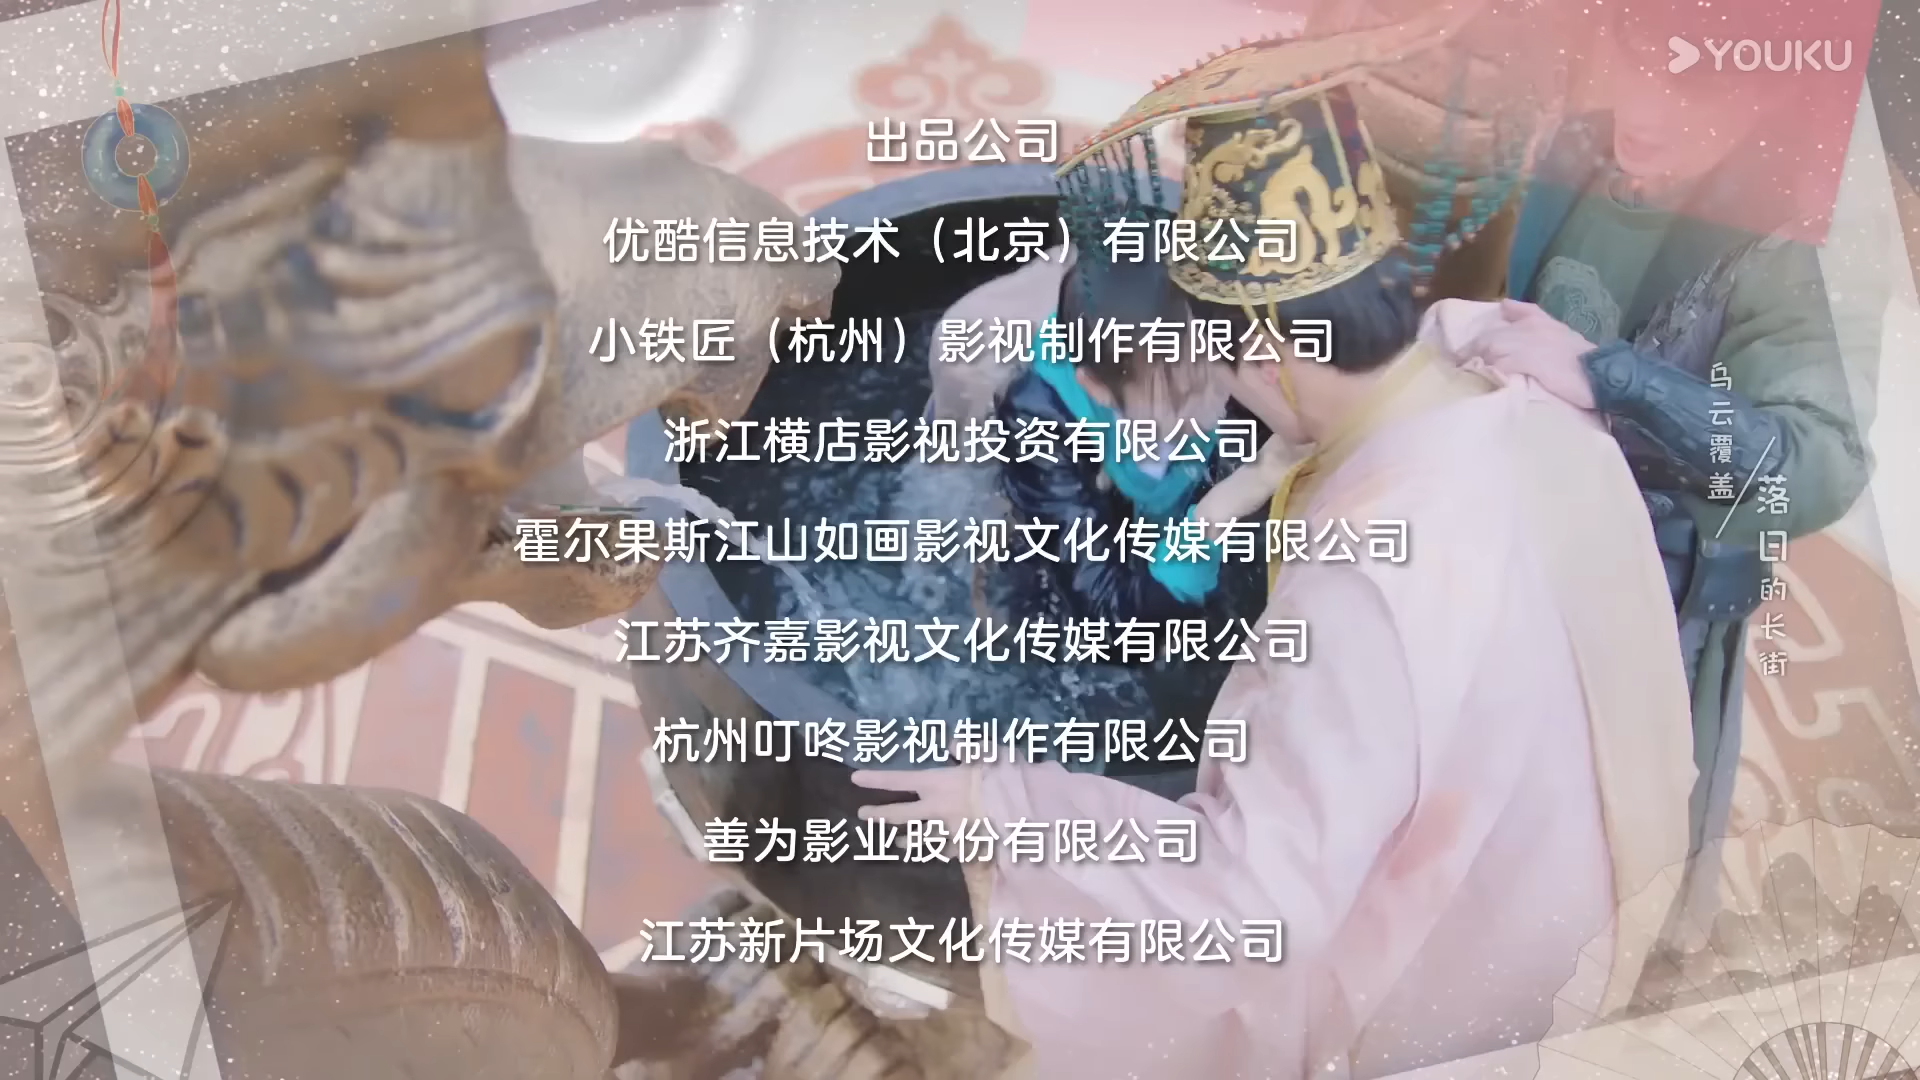 YOUKU
出品公司
优酷信息技术（北京）有限公司
小铁匠（杭州）影视制作有限公司
浙江横店影视投资有限公司
霍尔果斯江山如画影视文化传媒有限公司
江苏齐嘉影视文化传媒有限公司
杭州叮咚影视制作有限公司
善为影业股份有限公司
江苏新片场文化传媒有限公司
乌云覆盖
落日的长街